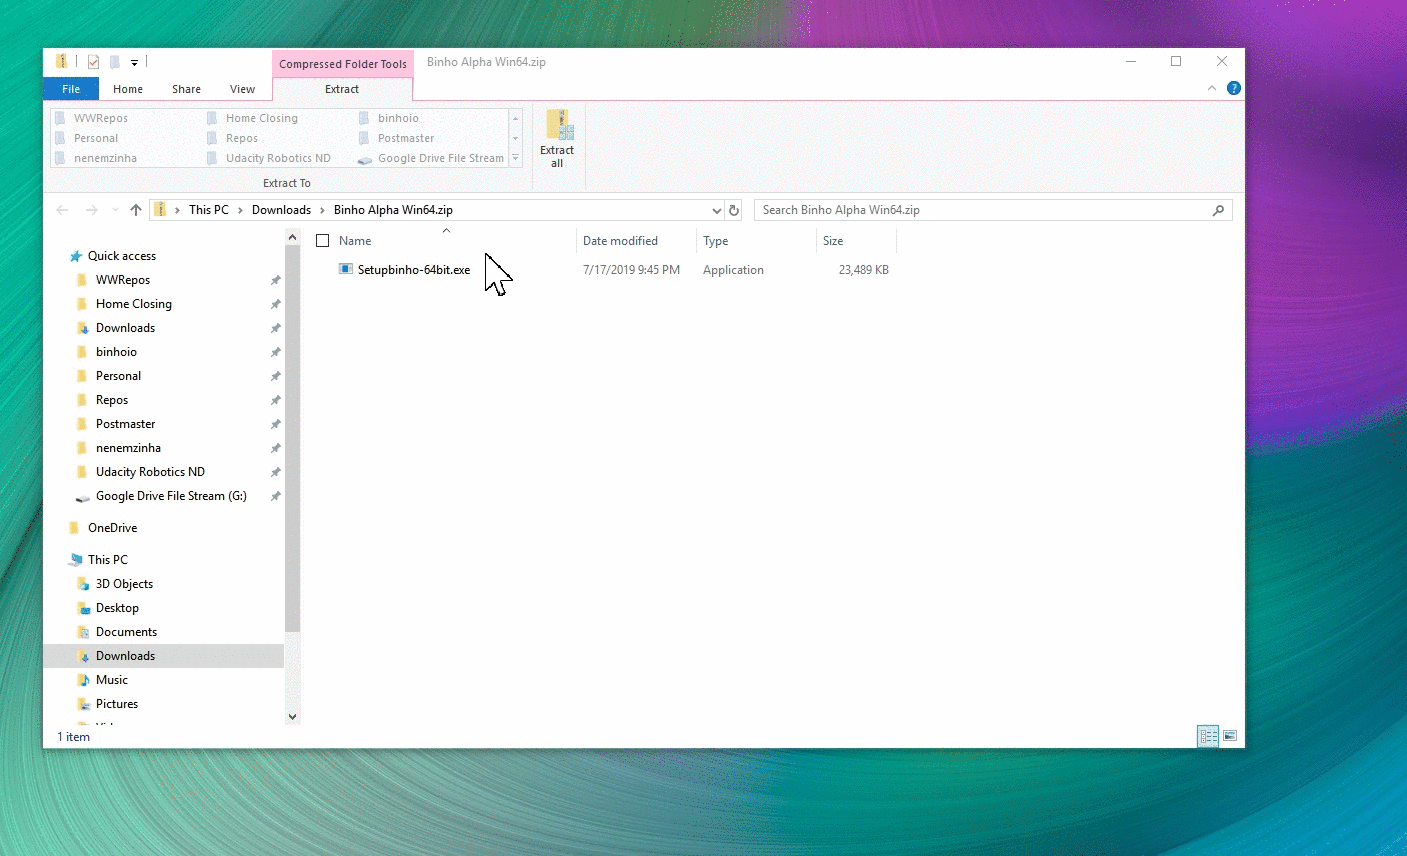 Compressed Folder Tools
Binho Alpha Win64.zip
File
Home
Share
View
Extract
WWRepos
Home Closing
binhoio
Personal
Repos
Postmaster
nenemzinha
Udacity Robotics ND
Google Drive File Stream
Extract To
Extract
all
This PC > Downloads > Binho Alpha Win64.zip
Search Binho Alpha Win64.zip
Name
Date modified
Type
Size
Setupbinho-64bit.exe
7/17/2019 9:45 PM
Application
23,489 KB
Quick access
WWRepos
Home Closing
Downloads
binhoio
Personal
Repos
Postmaster
nenemzinha
Udacity Robotics ND
Google Drive File Stream (G:)
OneDrive
This PC
3D Objects
Desktop
Documents
Downloads
Music
Pictures
1 item